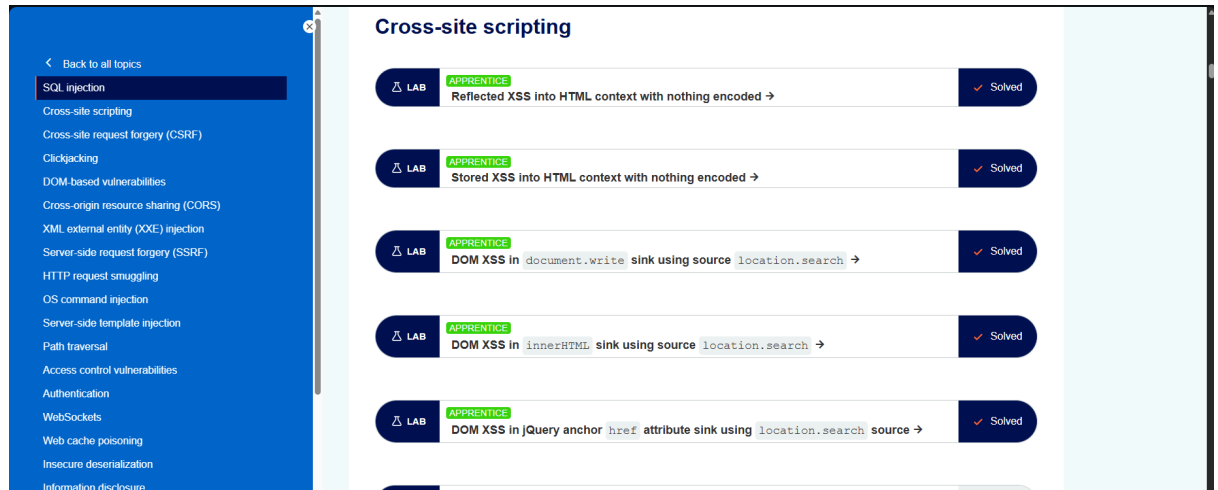 Back to all topics
SQL injection
Cross-site scripting
Cross-site request forgery (CSRF)
Clickjacking
DOM-based vulnerabilities
Cross-origin resource sharing (CORS)
XML external entity (XXE) injection
Server-side request forgery (SSRF)
HTTP request smuggling
OS command injection
Server-side template injection
Path traversal
Access control vulnerabilities
Authentication
WebSockets
Web cache poisoning
Insecure deserialization
Information disclosure
Cross-site scripting
LAB
APPRENTICE
Reflected XSS into HTML context with nothing encoded →
Solved
LAB
APPRENTICE
Stored XSS into HTML context with nothing encoded →
Solved
LAB
APPRENTICE
DOM XSS in document.write sink using source location.search →
Solved
LAB
APPRENTICE
DOM XSS in innerHTML sink using source location.search →
Solved
LAB
APPRENTICE
DOM XSS in jQuery anchor href attribute sink using location.search source →
Solved